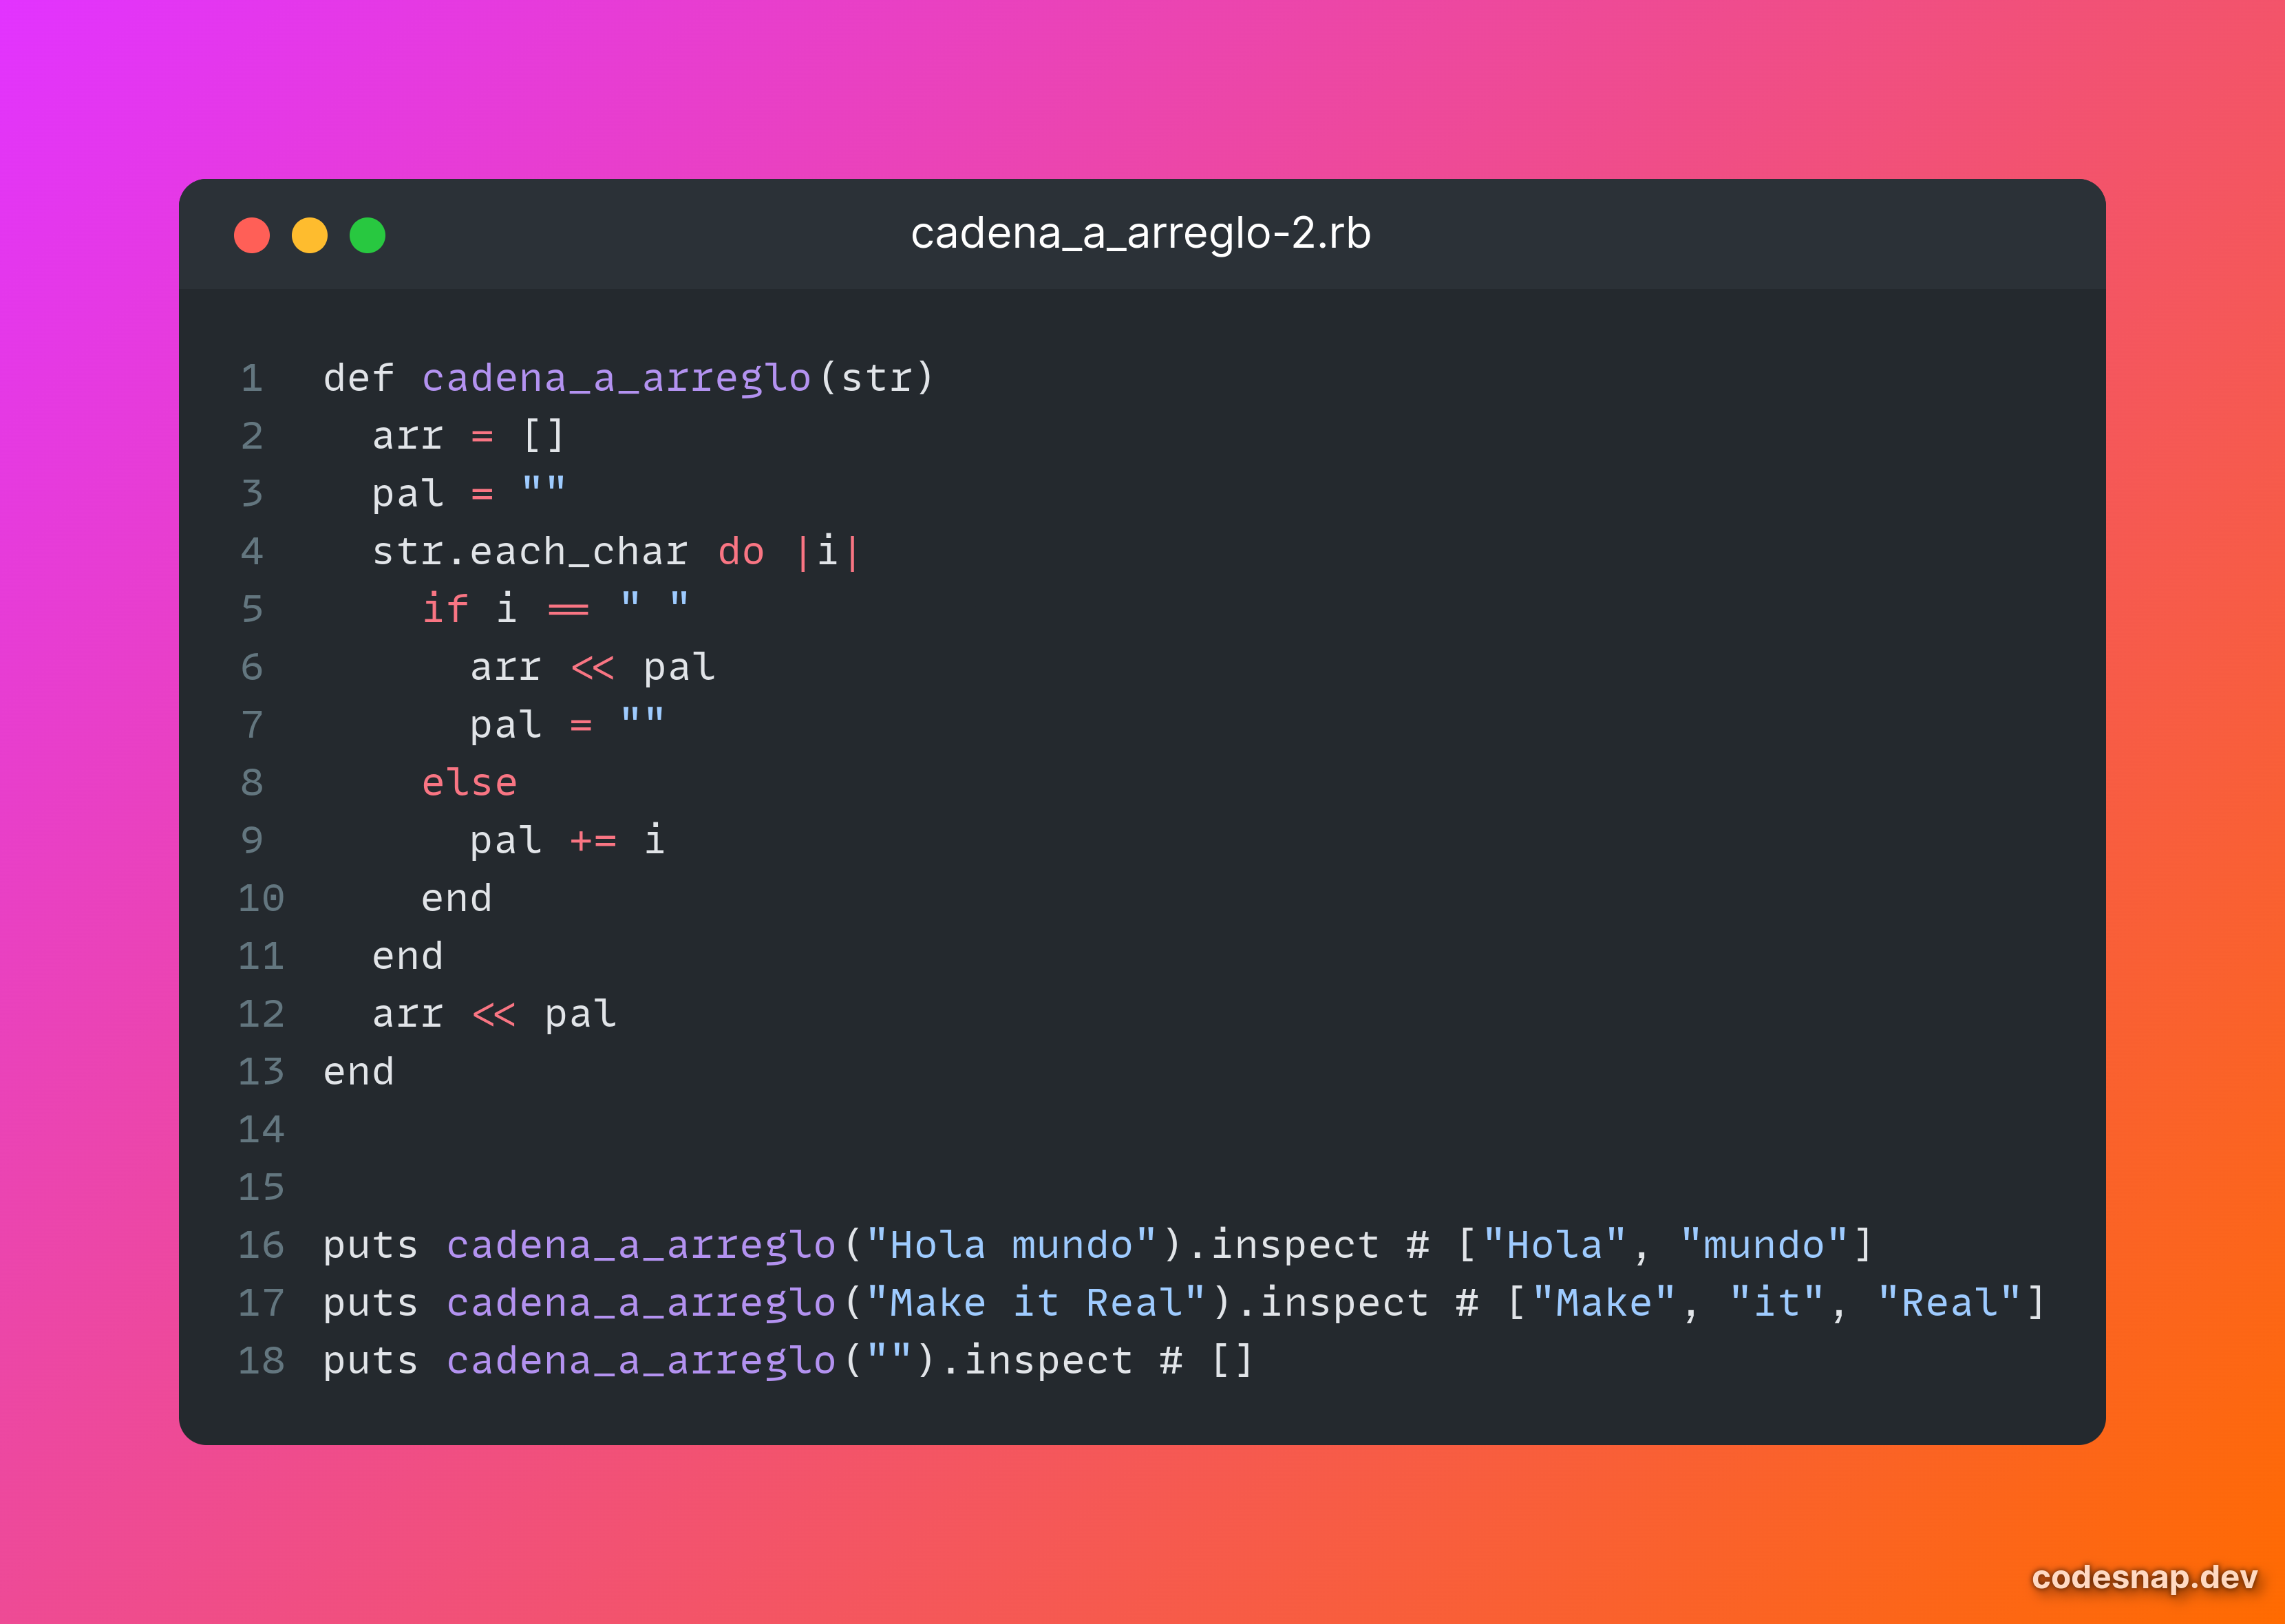 cadena_a_arreglo-2.rb
1 def cadena_a_arreglo(str)
2   arr = []
3   pal = ""
4   str.each_char do |i|
5     if i == " "
6       arr << pal
7       pal = ""
8     else
9       pal += i
10     end
11   end
12   arr << pal
13 end
14
15
16 puts cadena_a_arreglo("Hola mundo").inspect # ["Hola", "mundo"]
17 puts cadena_a_arreglo("Make it Real").inspect # ["Make", "it", "Real"]
18 puts cadena_a_arreglo("").inspect # []
codesnap.dev